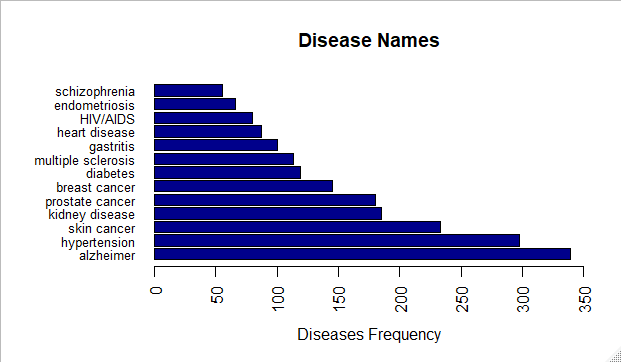 Disease Names
schizophrenia
endometriosis
HIV/AIDS
heart disease
gastritis
multiple sclerosis
diabetes
breast cancer
prostate cancer
kidney disease
skin cancer
hypertension
alzheimer
0 50 100 150 200 250 300 350
Diseases Frequency